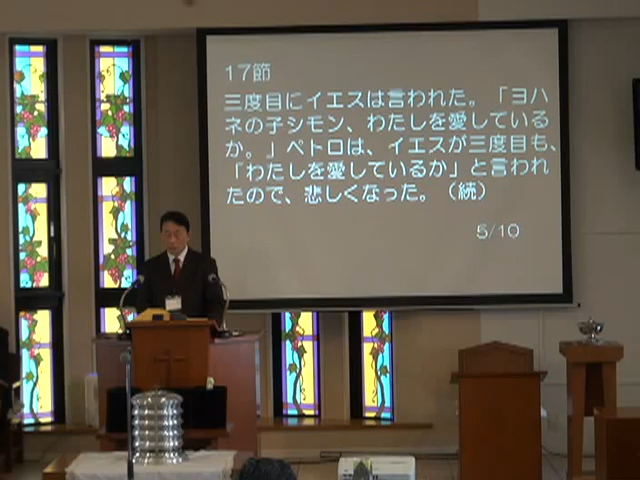 17節
三度目にイエスは言われた。「ヨハ
ネの子シモン、わたしを愛している
か。」ペトロは、イエスが三度目も、
「わたしを愛しているか」と言われ
たので、悲しくなった。（続）
5/10